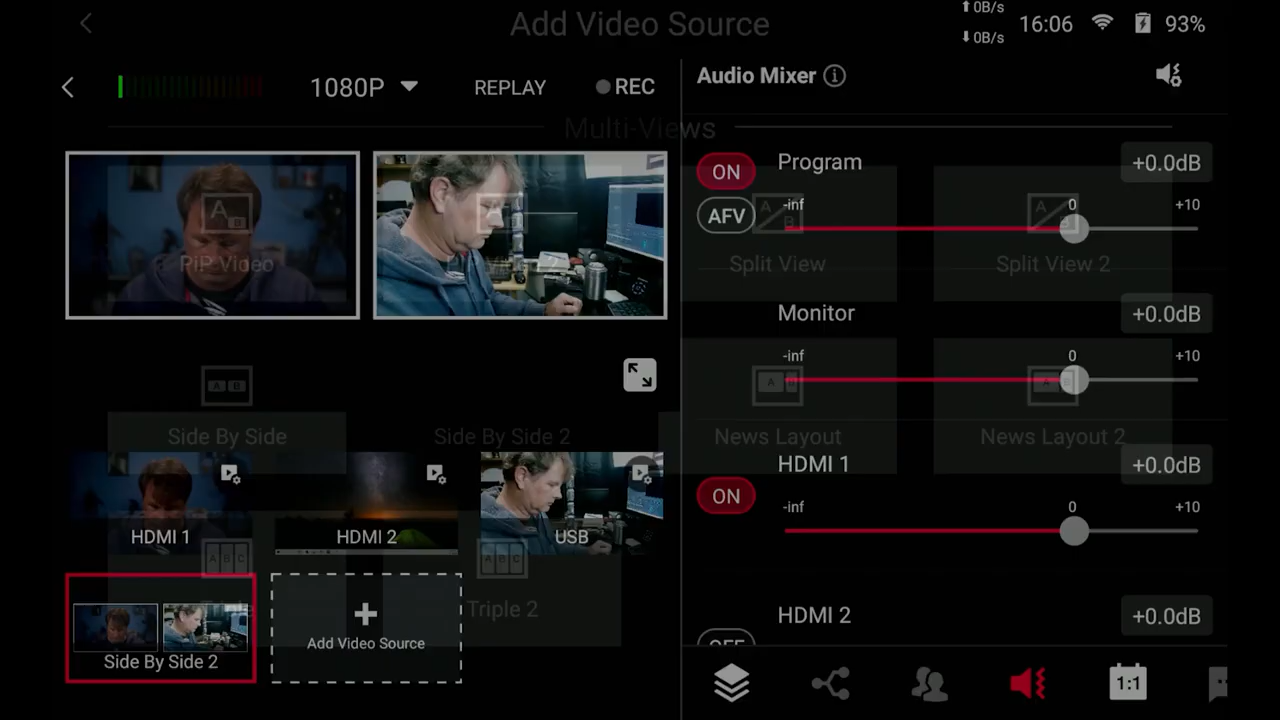 Add Video Source
0B/s
0B/s
16:06
93%
1080P
REPLAY
REC
Audio Mixer
Multi-Views
ON
Program
+0.0dB
AFV
-inf
0
+10
A
B
PiP Video
A
B
Split View
A
B
Split View 2
Monitor
+0.0dB
-inf
0
+10
A
B
Side By Side
Side By Side 2
A
B
News Layout
A
B
News Layout 2
HDMI 1
+0.0dB
ON
-inf
0
+10
HDMI 1
HDMI 2
USB
A
B
C
A
B
C
Triple
Triple 2
Side By Side 2
Add Video Source
HDMI 2
+0.0dB
OFF
1:1